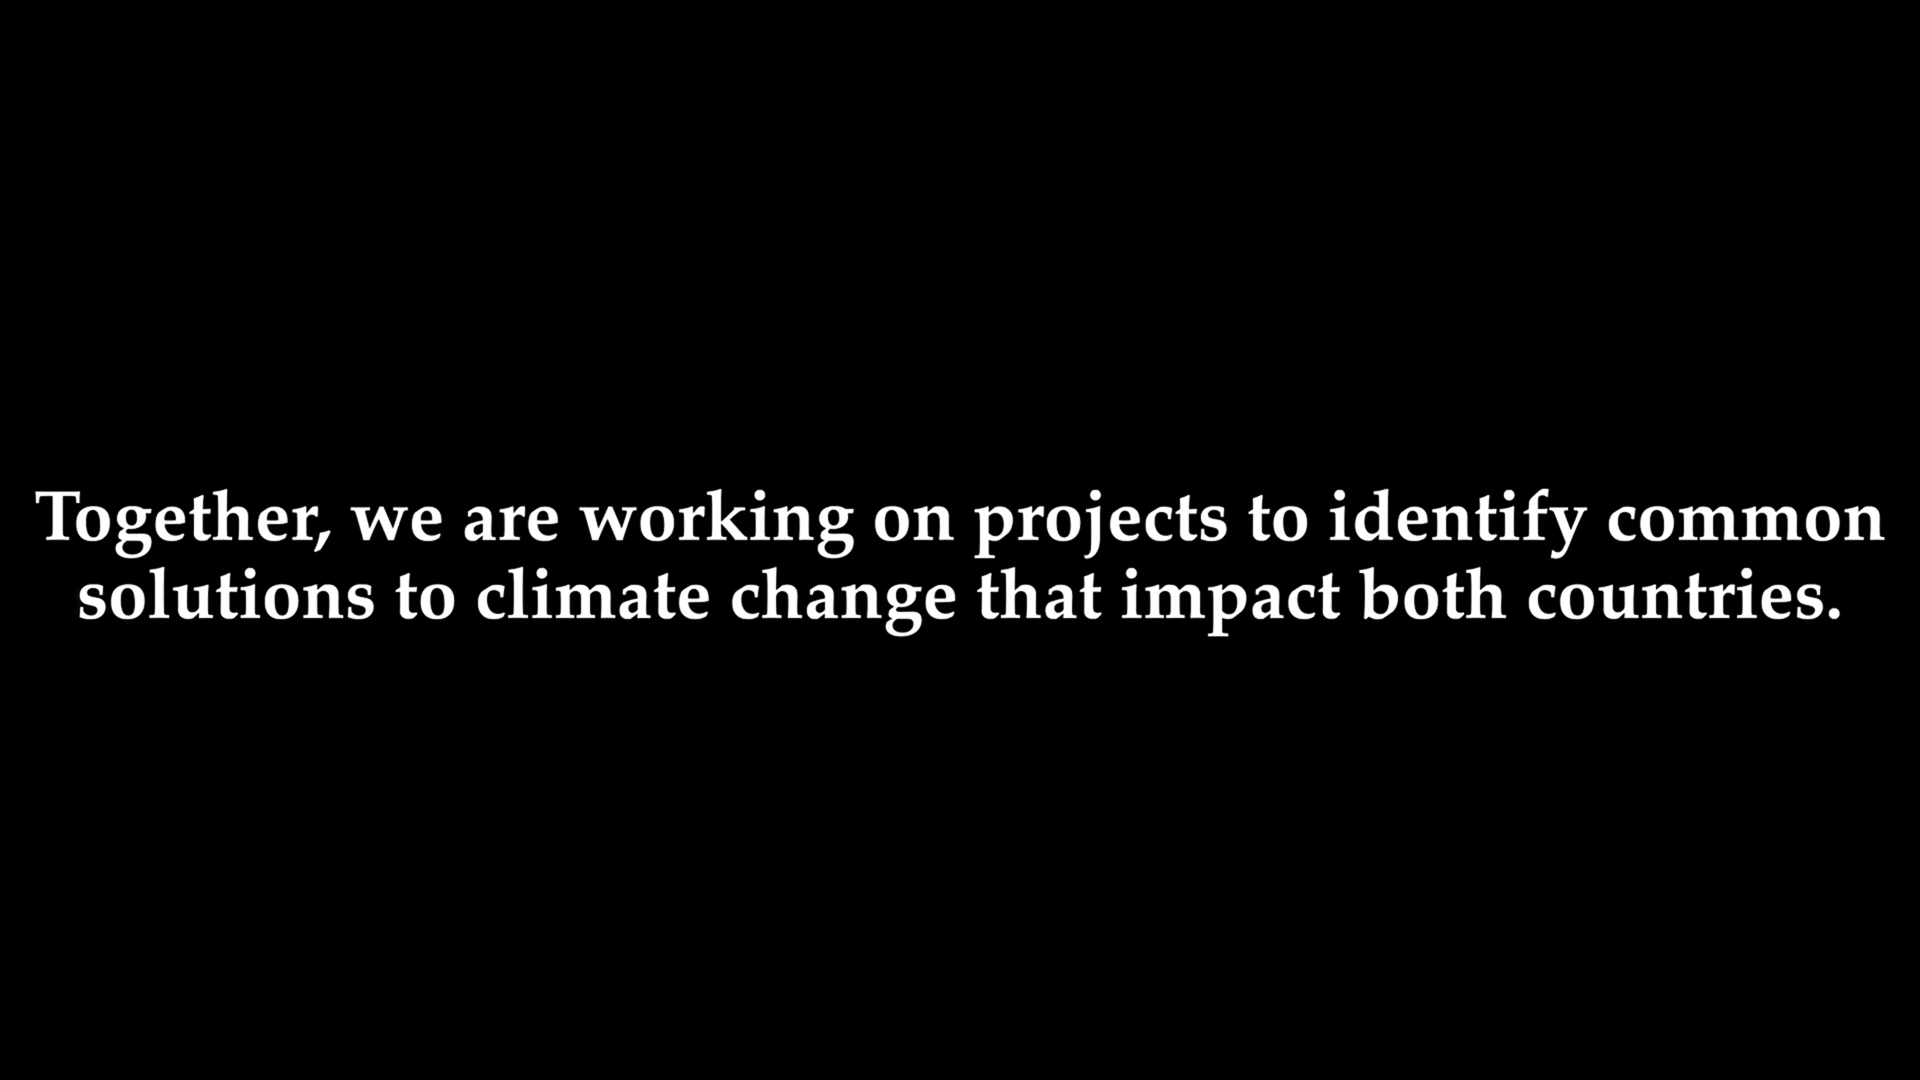 Together, we are working on projects to identify common
solutions to climate change that impact both countries.